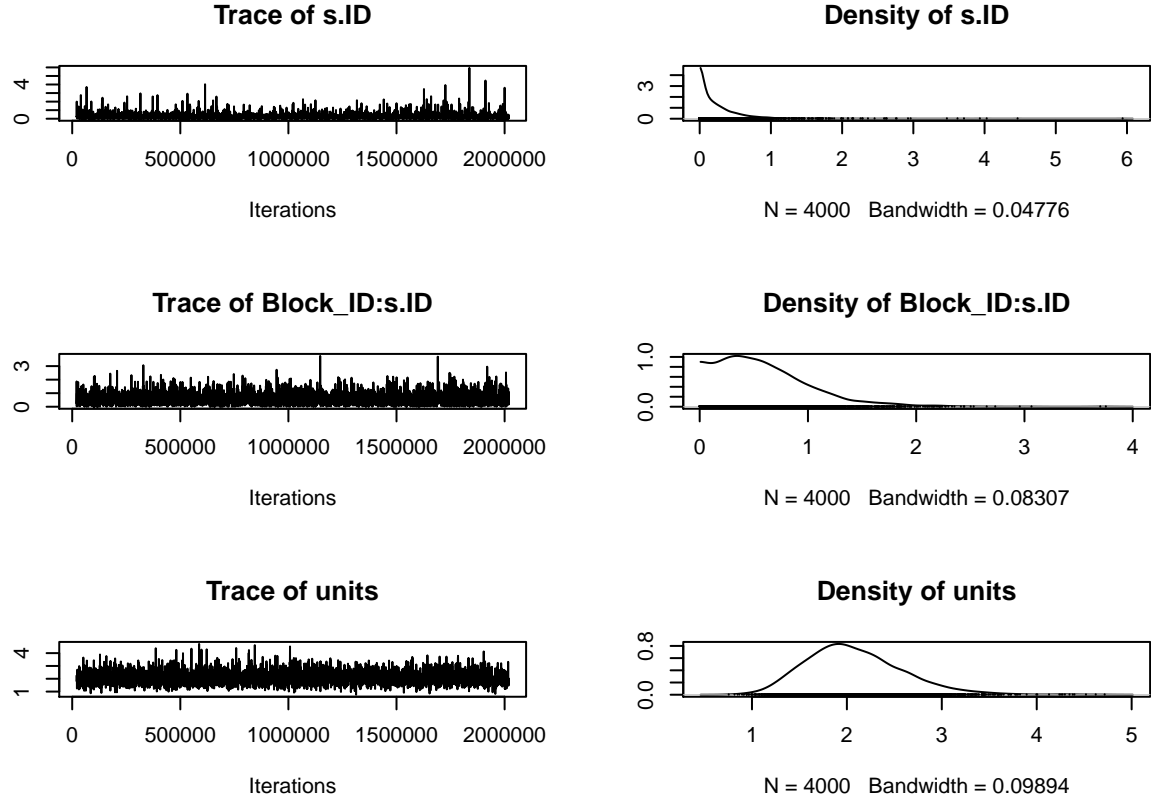 Trace of s.ID
0 4
0 500000 1000000 1500000 2000000
Iterations
Density of s.ID
0 3
0 1 2 3 4 5 6
N = 4000 Bandwidth = 0.04776
Trace of Block_ID:s.ID
0 3
0 500000 1000000 1500000 2000000
Iterations
Density of Block_ID:s.ID
0.0 1.0
0 1 2 3 4
N = 4000 Bandwidth = 0.08307
Trace of units
1 4
0 500000 1000000 1500000 2000000
Iterations
Density of units
0.0 0.8
1 2 3 4 5
N = 4000 Bandwidth = 0.09894